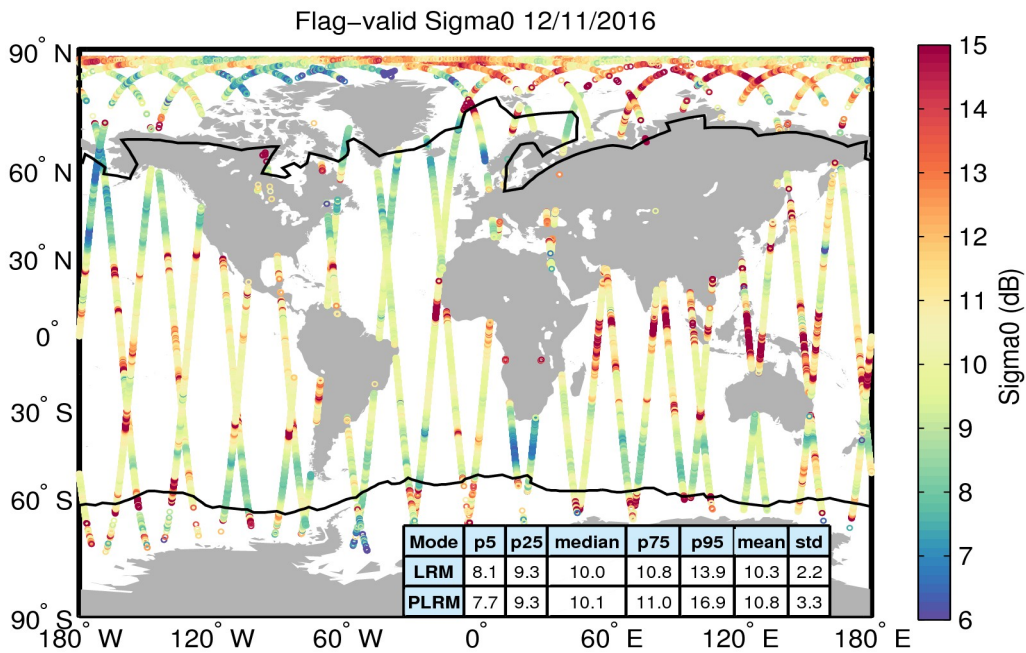 Flag−valid Sigma0 12/11/2016
90° N
60° N
30° N
0°
30° S
60° S
90° S
180° W
120° W
60° W
0°
60° E
120° E
180° E
Mode p5 p25 median p75 p95 mean std
LRM 8.1 9.3 10.0 10.8 13.9 10.3 2.2
PLRM 7.7 9.3 10.1 11.0 16.9 10.8 3.3
15
14
13
12
11
10
9
8
7
6
Sigma0 (dB)